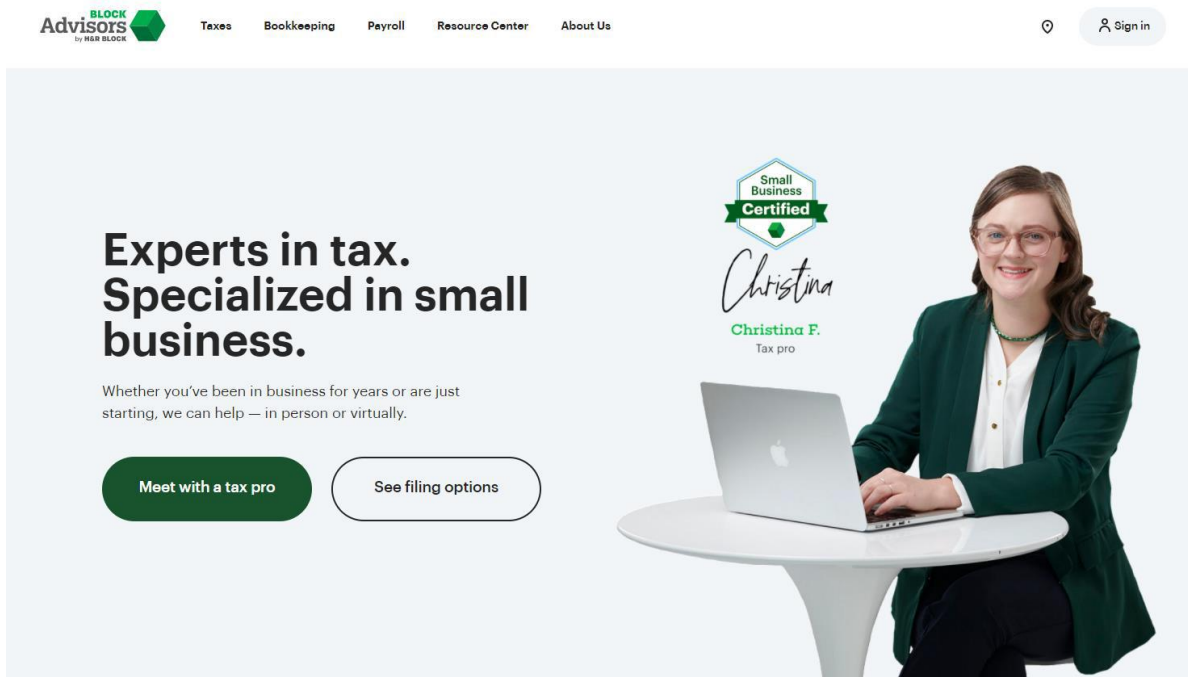 BLOCK
Advisors
by H&R BLOCK
Taxes
Bookkeeping
Payroll
Resource Center
About Us
Sign in
Small
Business
Certified
Christina
Christina F.
Tax pro
Experts in tax.
Specialized in small
business.
Whether you’ve been in business for years or are just
starting, we can help — in person or virtually.
Meet with a tax pro
See filing options